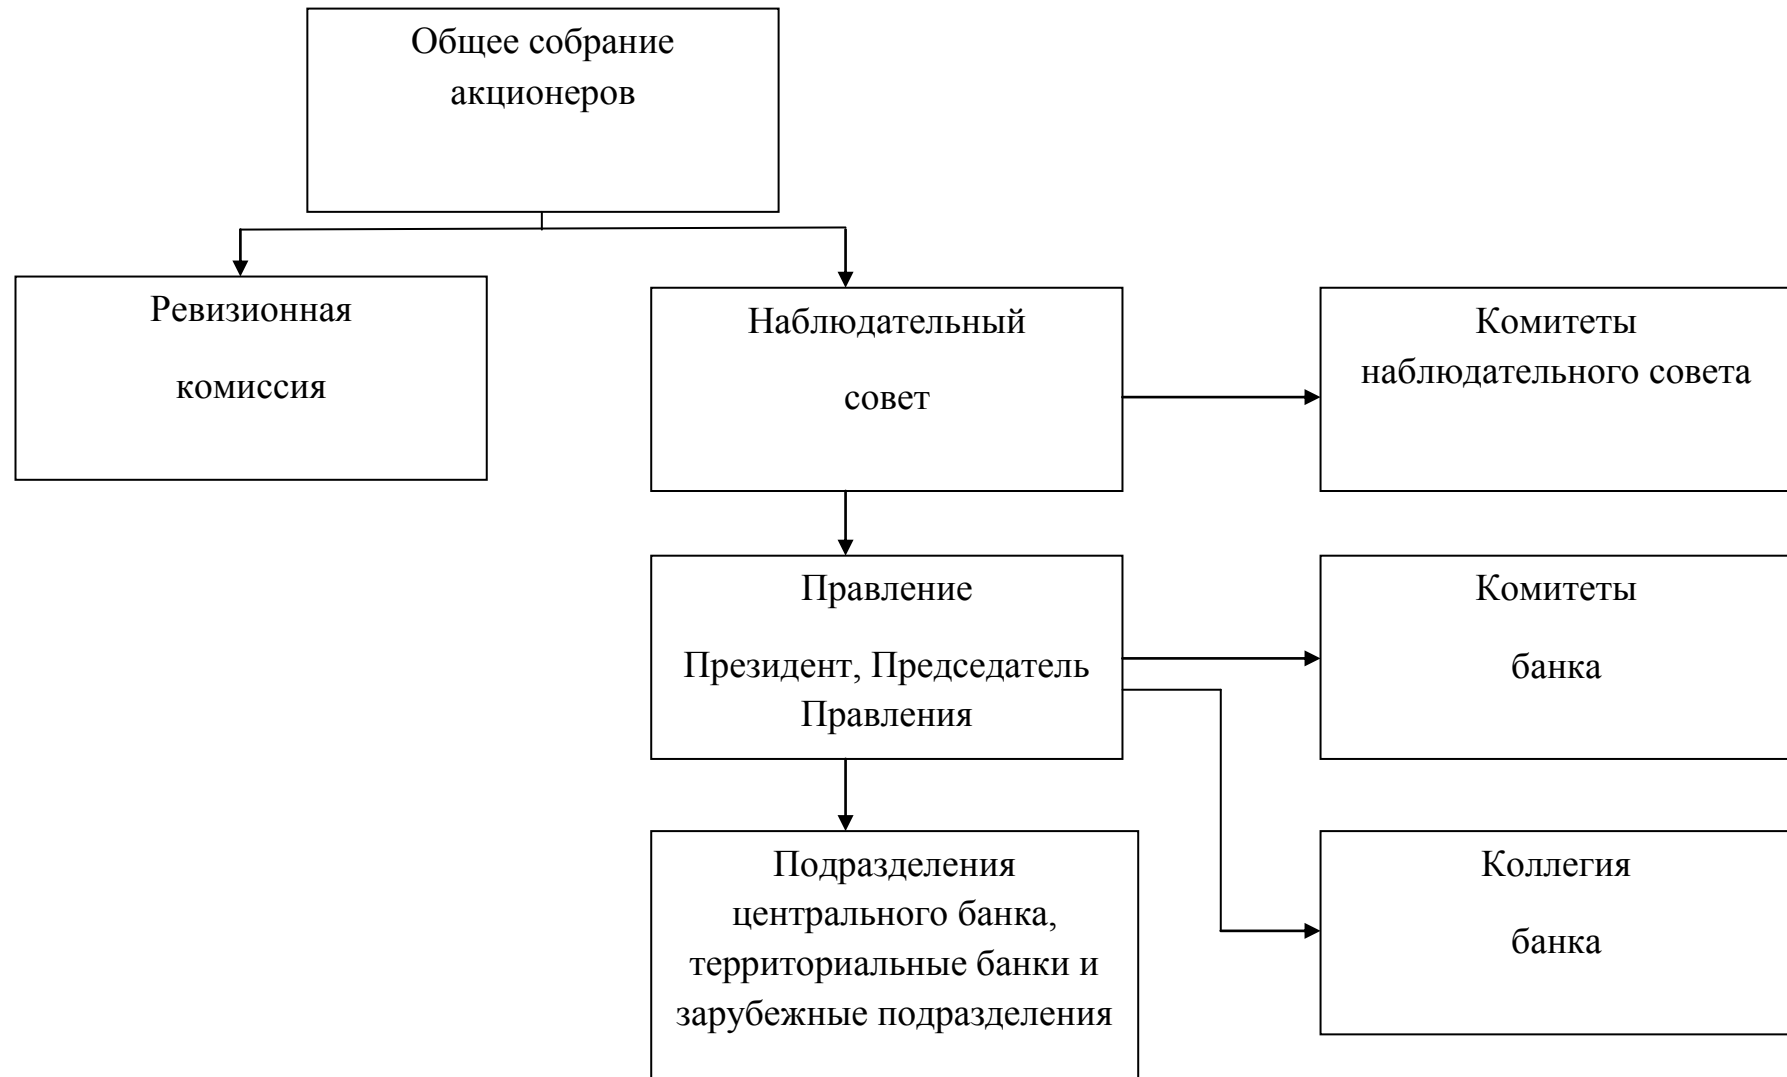 Общее собрание
акционеров
Ревизионная
комиссия
Наблюдательный
совет
Комитеты
наблюдательного совета
Правление
Президент, Председатель
Правления
Комитеты
банка
Подразделения
центрального банка,
территориальные банки и
зарубежные подразделения
Коллегия
банка